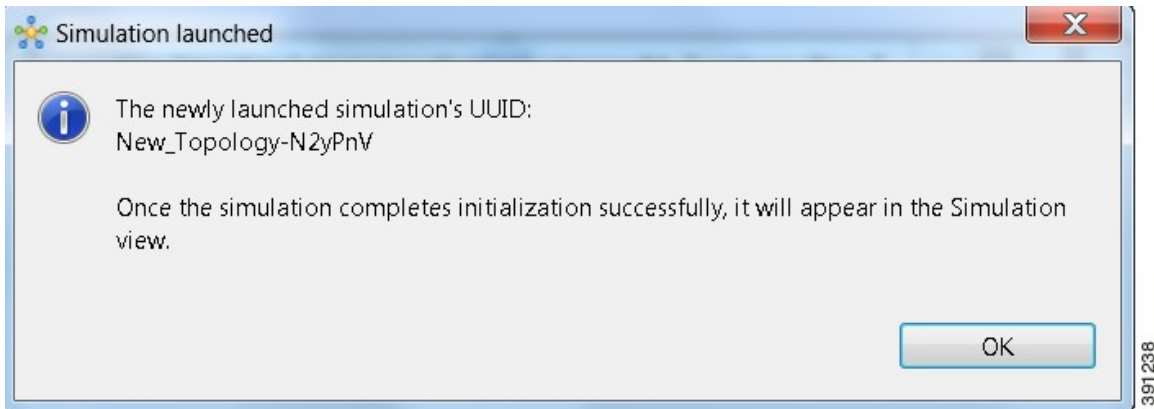 Simulation launched
The newly launched simulation's UUID:
New_Topology-N2yPnV
Once the simulation completes initialization successfully, it will appear in the Simulation
view.
OK
391238